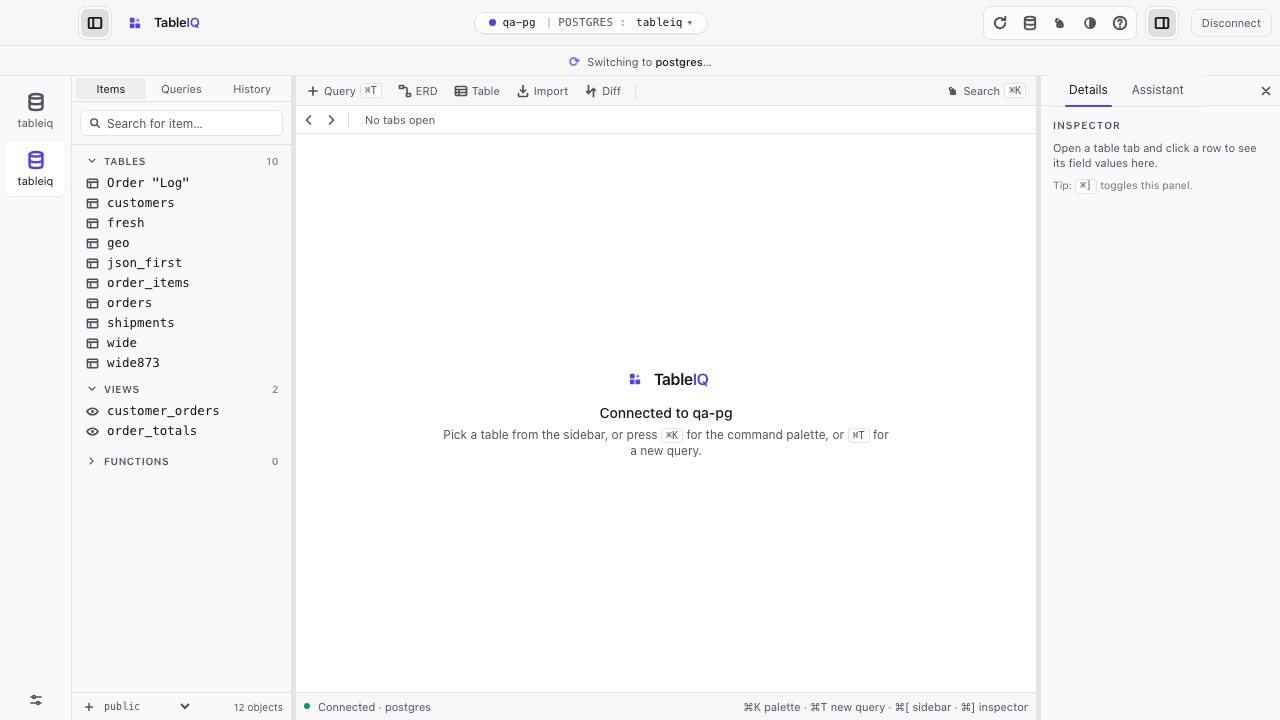 TableIQ
qa-pg | POSTGRES : tableiq ▾
Disconnect
Switching to postgres…
tableiq
tableiq
Items Queries History
Search for item...
TABLES 10
Order "Log"
customers
fresh
geo
json_first
order_items
orders
shipments
wide
wide873
VIEWS 2
customer_orders
order_totals
FUNCTIONS 0
+ public 12 objects
+ Query ⌘T ERD Table Import Diff Search ⌘K
No tabs open
TableIQ
Connected to qa-pg
Pick a table from the sidebar, or press ⌘K for the command palette, or ⌘T for
a new query.
Connected · postgres ⌘K palette · ⌘T new query · ⌘[ sidebar · ⌘] inspector
Details Assistant
INSPECTOR
Open a table tab and click a row to see
its field values here.
Tip: ⌘] toggles this panel.